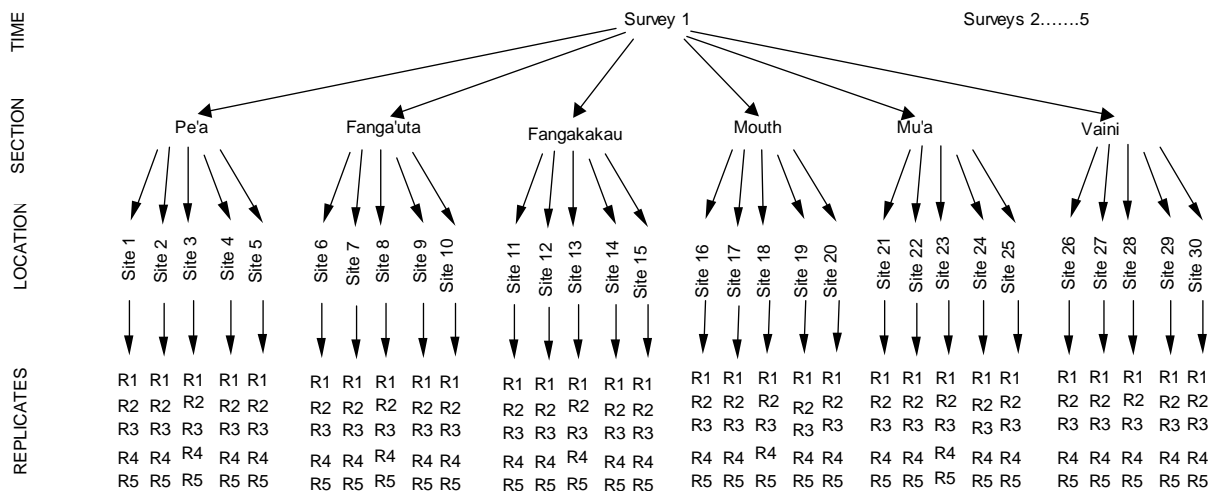 TIME
Survey 1
Surveys 2…….5
SECTION
Pe'a
Fanga'uta
Fangakakau
Mouth
Mu'a
Vaini
LOCATION
Site 1 Site 2 Site 3 Site 4 Site 5 Site 6 Site 7 Site 8 Site 9 Site 10 Site 11 Site 12 Site 13 Site 14 Site 15 Site 16 Site 17 Site 18 Site 19 Site 20 Site 21 Site 22 Site 23 Site 24 Site 25 Site 26 Site 27 Site 28 Site 29 Site 30
REPLICATES
R1 R1 R1 R1 R1 R1 R1 R1 R1 R1 R1 R1 R1 R1 R1 R1 R1 R1 R1 R1 R1 R1 R1 R1 R1 R1 R1 R1 R1 R1
R2 R2 R2 R2 R2 R2 R2 R2 R2 R2 R2 R2 R2 R2 R2 R2 R2 R2 R2 R2 R2 R2 R2 R2 R2 R2 R2 R2 R2 R2
R3 R3 R3 R3 R3 R3 R3 R3 R3 R3 R3 R3 R3 R3 R3 R3 R3 R3 R3 R3 R3 R3 R3 R3 R3 R3 R3 R3 R3 R3
R4 R4 R4 R4 R4 R4 R4 R4 R4 R4 R4 R4 R4 R4 R4 R4 R4 R4 R4 R4 R4 R4 R4 R4 R4 R4 R4 R4 R4 R4
R5 R5 R5 R5 R5 R5 R5 R5 R5 R5 R5 R5 R5 R5 R5 R5 R5 R5 R5 R5 R5 R5 R5 R5 R5 R5 R5 R5 R5 R5